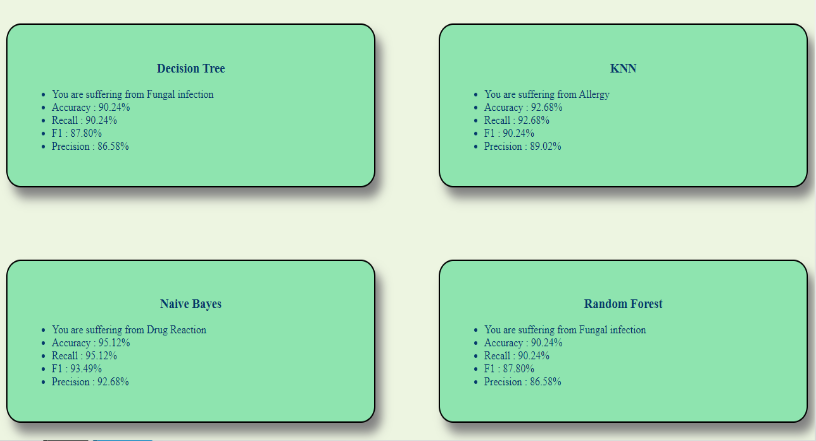 Decision Tree
• You are suffering from Fungal infection
• Accuracy : 90.24%
• Recall : 90.24%
• F1 : 87.80%
• Precision : 86.58%
KNN
• You are suffering from Allergy
• Accuracy : 92.68%
• Recall : 92.68%
• F1 : 90.24%
• Precision : 89.02%
Naive Bayes
• You are suffering from Drug Reaction
• Accuracy : 95.12%
• Recall : 95.12%
• F1 : 93.49%
• Precision : 92.68%
Random Forest
• You are suffering from Fungal infection
• Accuracy : 90.24%
• Recall : 90.24%
• F1 : 87.80%
• Precision : 86.58%